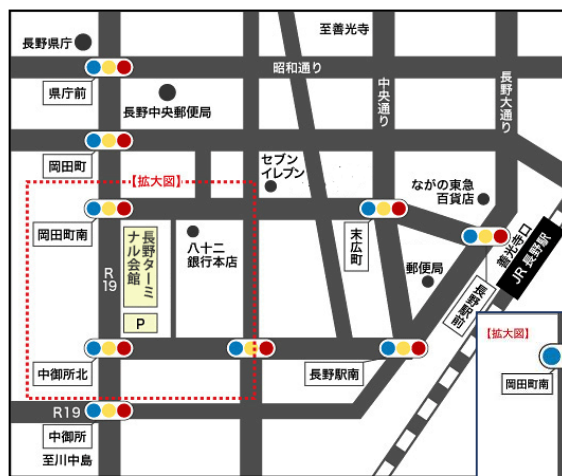 至善光寺
長野県庁
昭和通り
県庁前
長野中央郵便局
中央通り
長野大通り
岡田町
セブン
イレブン
【拡大図】
ながの東急
百貨店
岡田町南
長野ターミ
ナル会館
八十二
銀行本店
末広町
善光寺口
JR 長野駅
郵便局
長野駅前
R
19
P
【拡大図】
中御所北
長野駅南
岡田町南
R19
中御所
至川中島